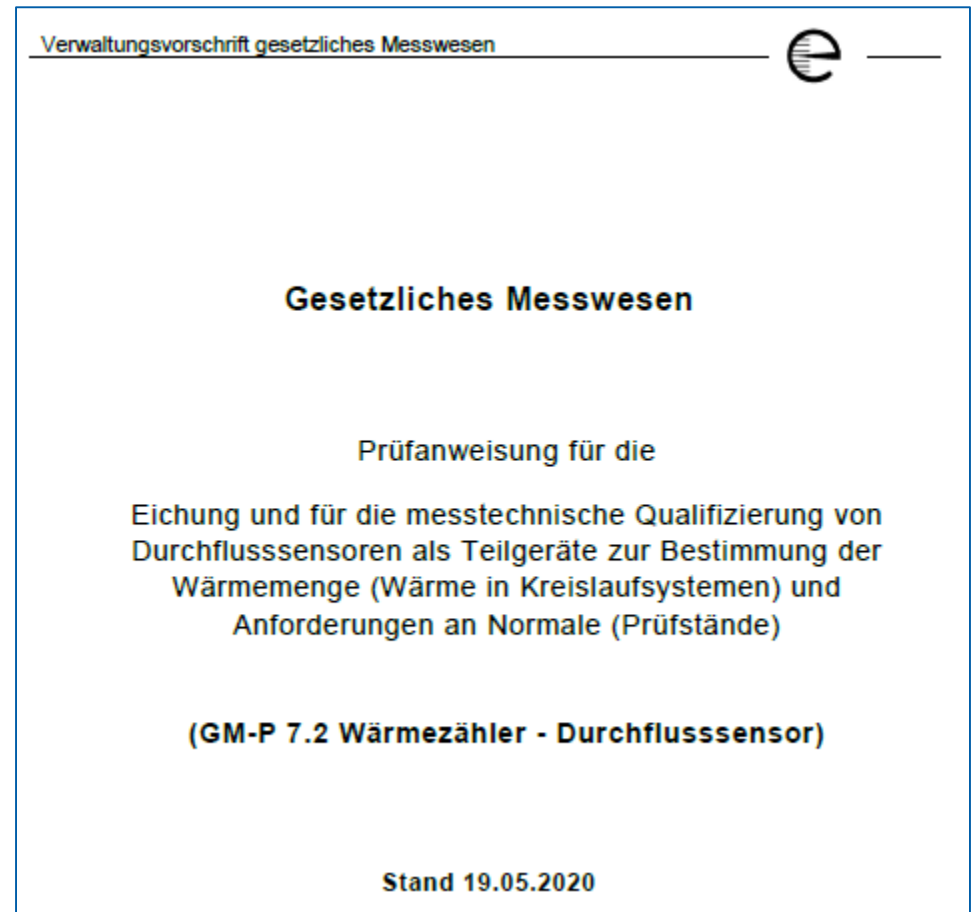 Verwaltungsvorschrift gesetzliches Messwesen
e
Gesetzliches Messwesen
Prüfanweisung für die
Eichung und für die messtechnische Qualifizierung von
Durchflusssensoren als Teilgeräte zur Bestimmung der
Wärmemenge (Wärme in Kreislaufsystemen) und
Anforderungen an Normale (Prüfstände)
(GM-P 7.2 Wärmezähler - Durchflusssensor)
Stand 19.05.2020